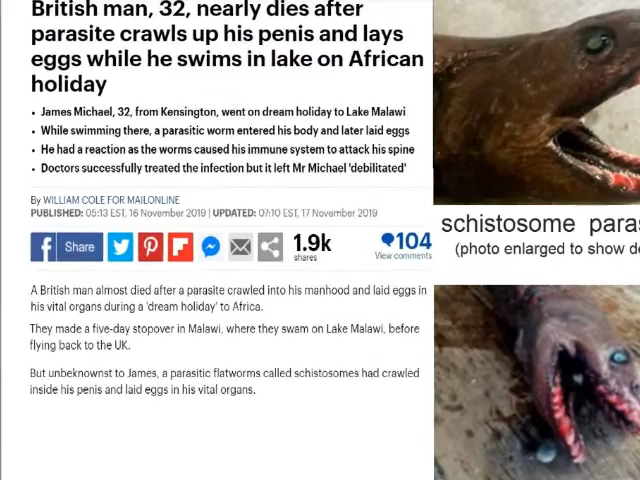 British man, 32, nearly dies after
parasite crawls up his penis and lays
eggs while he swims in lake on African
holiday
• James Michael, 32, from Kensington, went on dream holiday to Lake Malawi
• While swimming there, a parasitic worm entered his body and later laid eggs
• He had a reaction as the worms caused his immune system to attack his spine
• Doctors successfully treated the infection but it left Mr Michael 'debilitated'
By WILLIAM COLE FOR MAILONLINE
PUBLISHED: 05:13 EST, 16 November 2019 | UPDATED: 07:10 EST, 17 November 2019
f Share
1.9k
shares
104
View comments
A British man almost died after a parasite crawled into his manhood and laid eggs in
his vital organs during a 'dream holiday' to Africa.
They made a five-day stopover in Malawi, where they swam on Lake Malawi, before
flying back to the UK.
But unbeknownst to James, a parasitic flatworms called schistosomes had crawled
inside his penis and laid eggs in his vital organs.
schistosome paras
(photo enlarged to show de